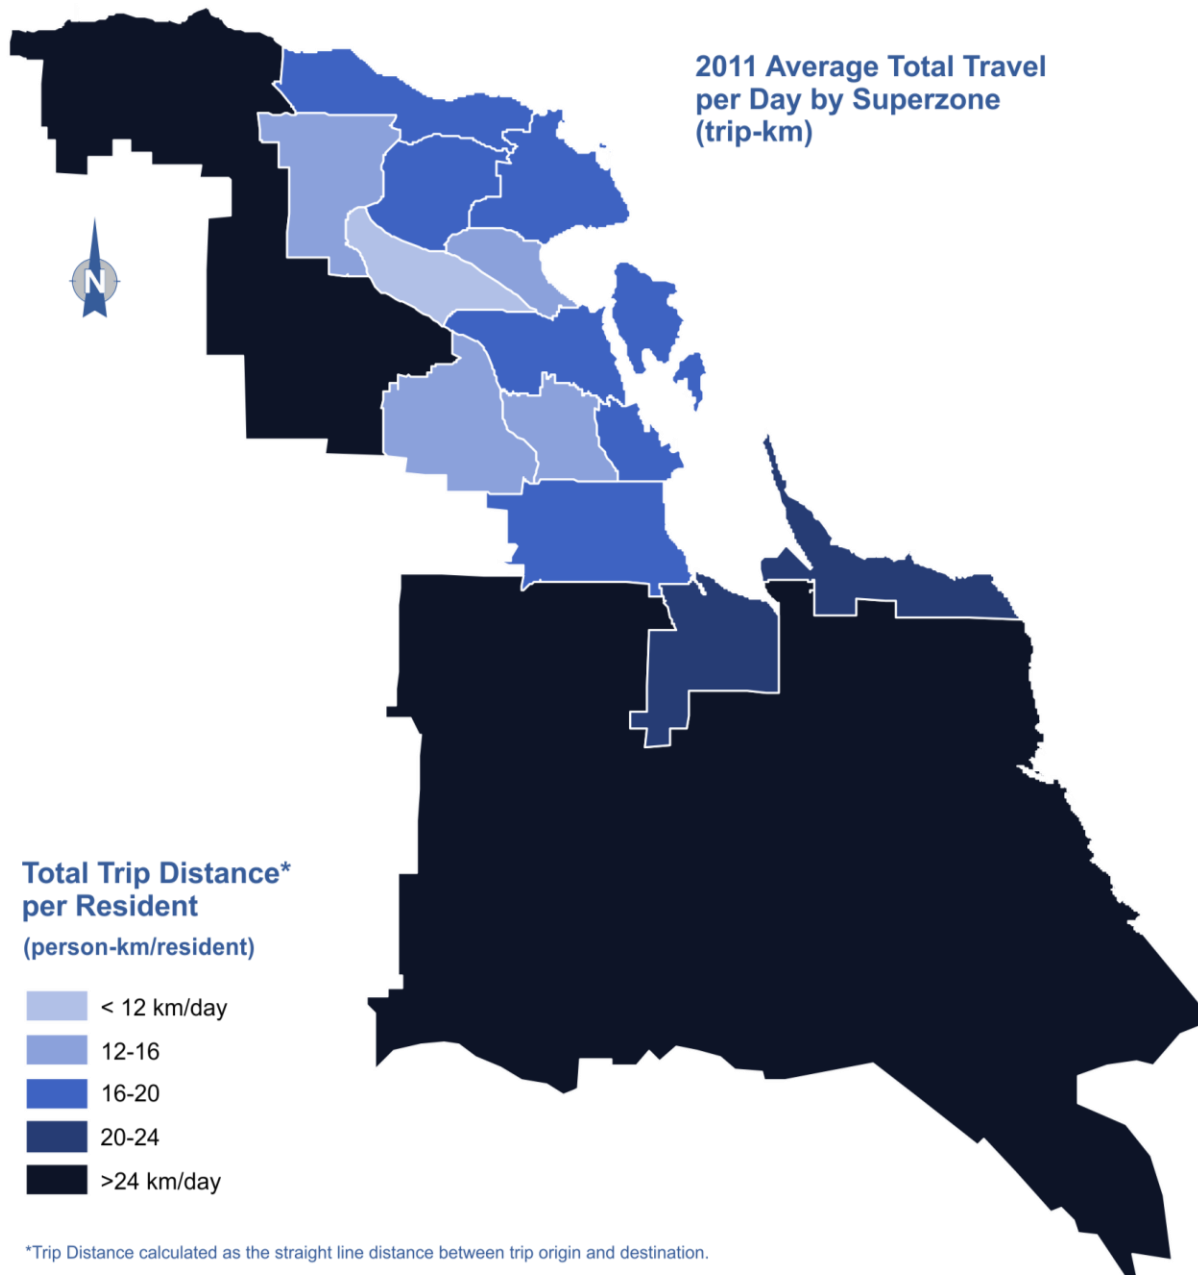 2011 Average Total Travel
per Day by Superzone
(trip-km)
N
Total Trip Distance*
per Resident
(person-km/resident)
< 12 km/day
12-16
16-20
20-24
>24 km/day
*Trip Distance calculated as the straight line distance between trip origin and destination.